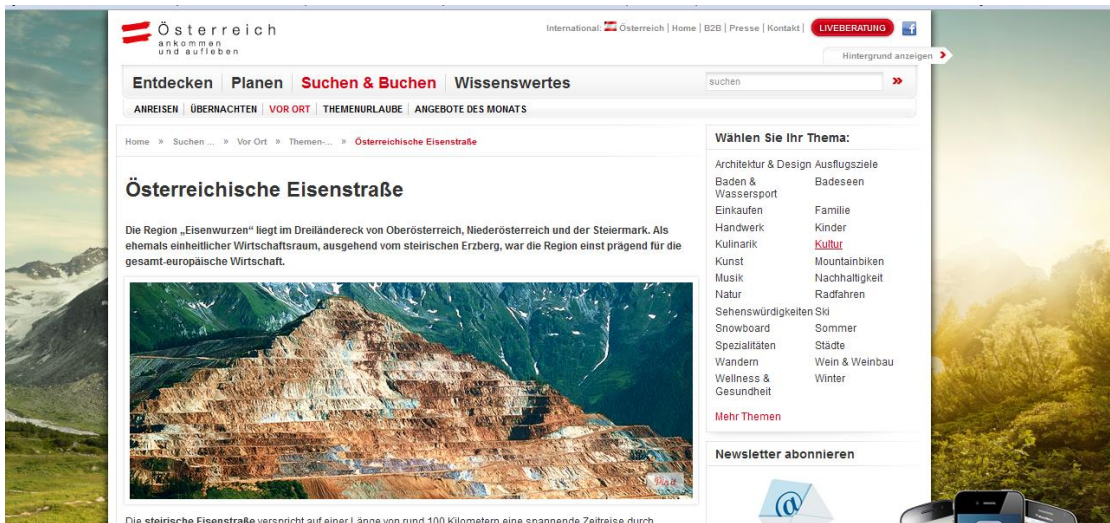 Österreich
ankommen
und aufleben
International: Österreich | Home | B2B | Presse | Kontakt |
LIVEBERATUNG
Hintergrund anzeigen
Entdecken | Planen | Suchen & Buchen | Wissenswertes
suchen
»
ANREISEN | ÜBERNACHTEN | VOR ORT | THEMENURLAUBE | ANGEBOTE DES MONATS
Home » Suchen ... » Vor Ort » Themen-... » Österreichische Eisenstraße
Österreichische Eisenstraße
Die Region „Eisenwurzen“ liegt im Dreiländereck von Oberösterreich, Niederösterreich und der Steiermark. Als
ehemals einheitlicher Wirtschaftsraum, ausgehend vom steirischen Erzberg, war die Region einst prägend für die
gesamt-europäische Wirtschaft.
Pin it
Die steirische Eisenstraße verspricht auf einer Länge von rund 100 Kilometern eine spannende Zeitreise durch
Wählen Sie Ihr Thema:
Architektur & Design Ausflugsziele
Baden & Badeseen
Wassersport
Einkaufen Familie
Handwerk Kinder
Kulinarik Kultur
Kunst Mountainbiken
Musik Nachhaltigkeit
Natur Radfahren
Sehenswürdigkeiten Ski
Snowboard Sommer
Spezialitäten Städte
Wandern Wein & Weinbau
Wellness & Winter
Gesundheit
Mehr Themen
Newsletter abonnieren
@